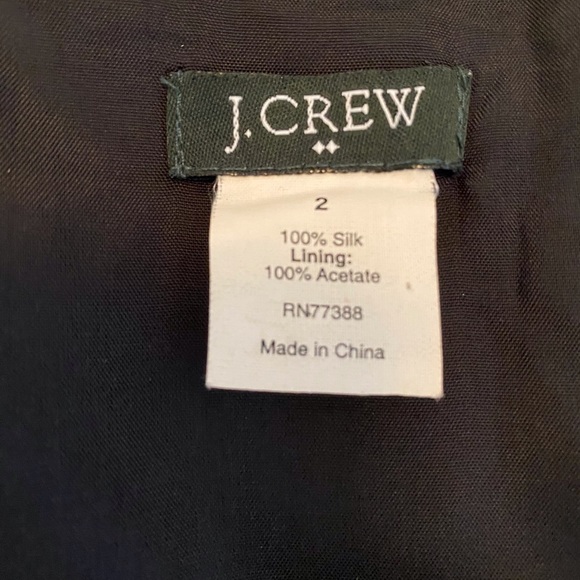 J.CREW
2
100% Silk
Lining:
100% Acetate
RN77388
Made in China